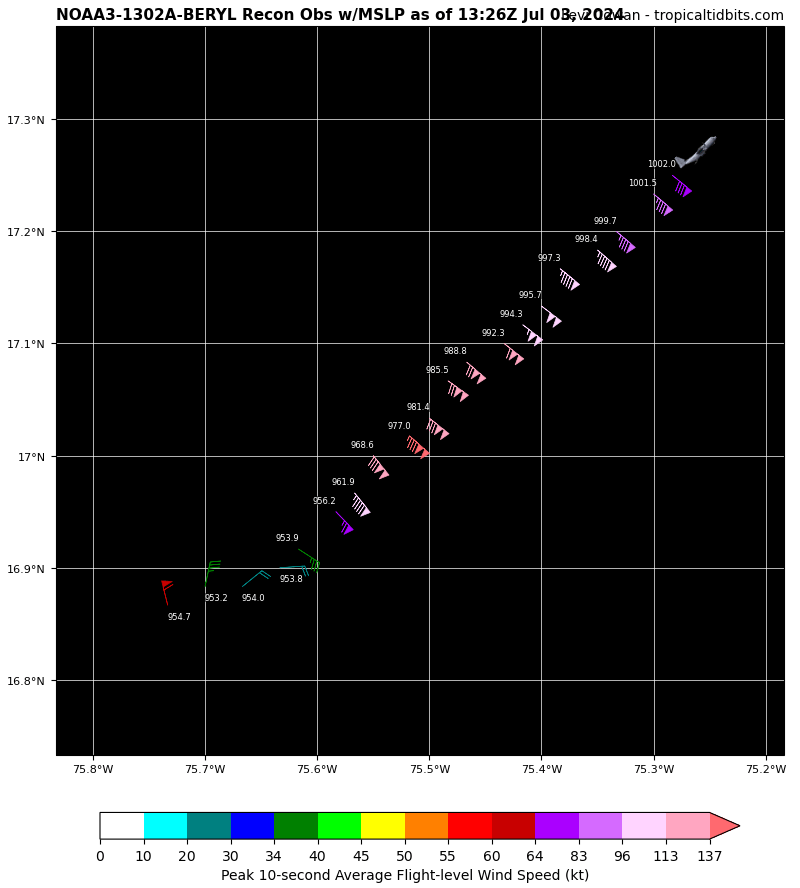 NOAA3-1302A-BERYL Recon Obs w/MSLP as of 13:26Z Jul 03, 2024
Levi Cowan - tropicaltidbits.com
17.3°N
1002.0
1001.5
17.2°N
999.7
998.4
997.3
995.7
994.3
17.1°N
992.3
988.8
985.5
981.4
977.0
17°N
968.6
961.9
956.2
953.9
16.9°N
953.8
953.2
954.0
954.7
16.8°N
75.8°W 75.7°W 75.6°W 75.5°W 75.4°W 75.3°W 75.2°W
0 10 20 30 34 40 45 50 55 60 64 83 96 113 137
Peak 10-second Average Flight-level Wind Speed (kt)